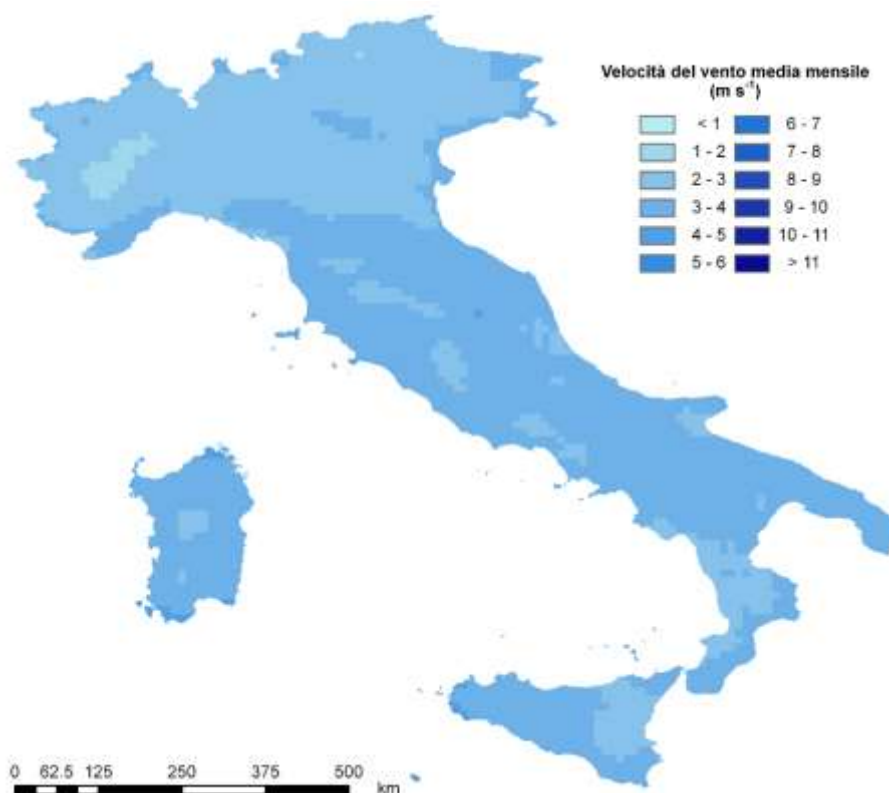 Velocità del vento media mensile
(m s⁻¹)
< 1 6 - 7
1 - 2 7 - 8
2 - 3 8 - 9
3 - 4 9 - 10
4 - 5 10 - 11
5 - 6 > 11
0 62.5 125 250 375 500
km